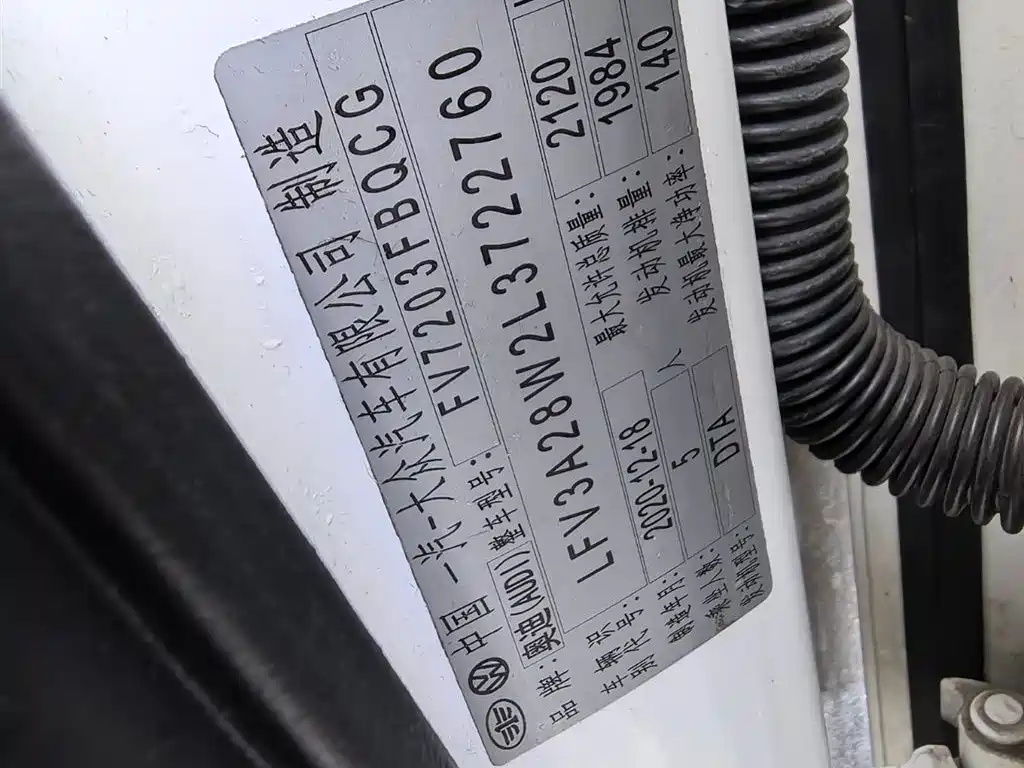 中国 一汽-大众汽车有限公司 制造
品牌: 奥迪(AUDI) 整车型号: FV7203FBQCG
车辆识别代号: LFV3A28W2L3722760
制造年月: 2020-12-18 最大允许总质量: 2120
乘坐人数: 5 人 发动机排量: 1984
发动机型号: DTA 发动机最大净功率: 140